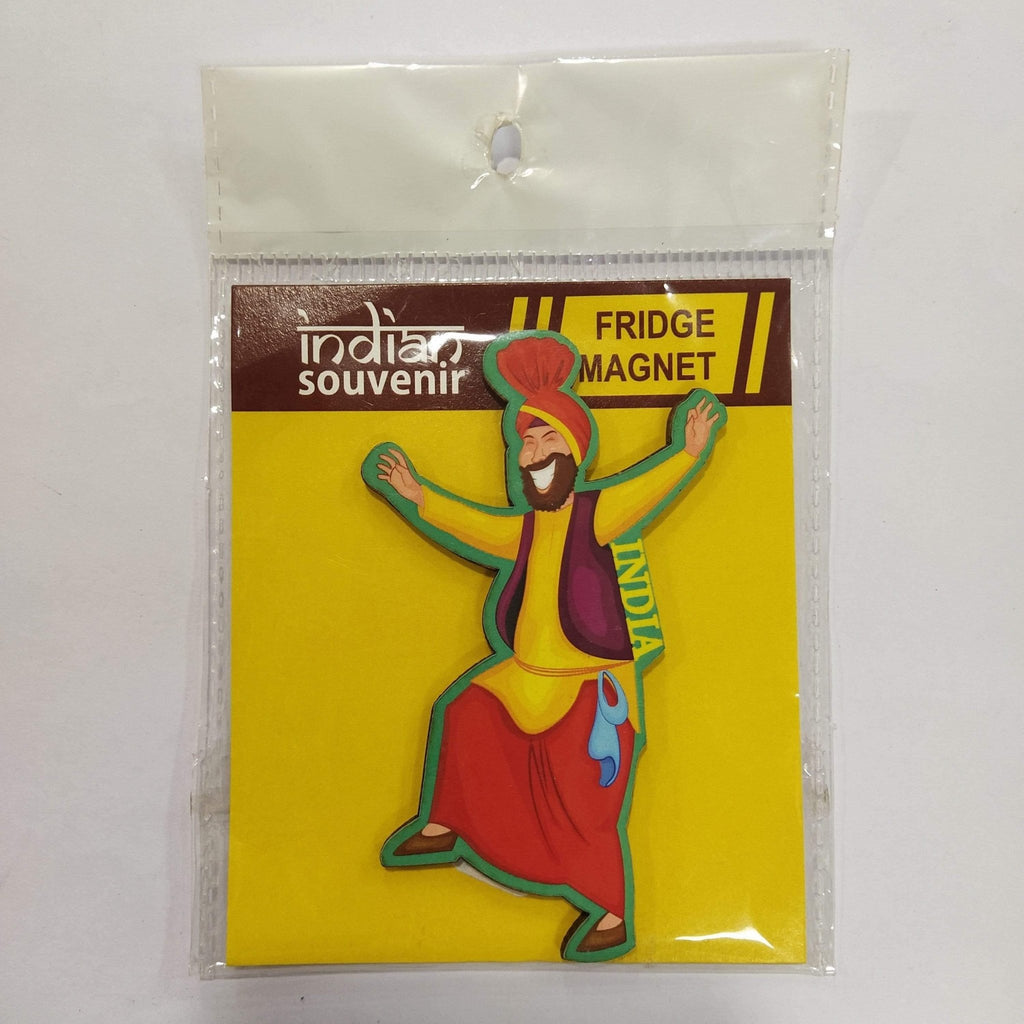 indian
souvenir
FRIDGE
MAGNET
INDIA